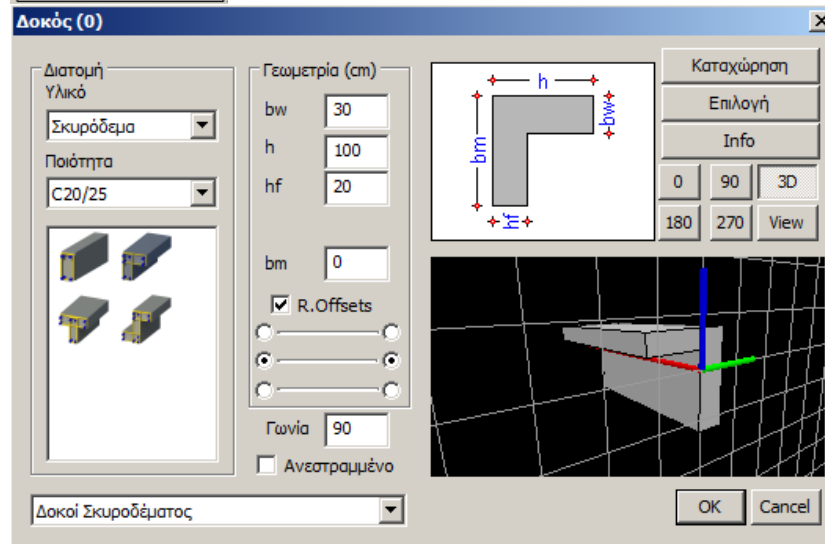 Δοκός (0)
Διατομή
Υλικό
Σκυρόδεμα
Ποιότητα
C20/25
Γεωμετρία (cm)
bw 30
h 100
hf 20
bm 0
R.Offsets
Γωνία 90
Ανεστραμμένο
h
bw
bm
hf
Καταχώρηση
Επιλογή
Info
0 90 3D
180 270 View
Δοκοί Σκυροδέματος
OK Cancel